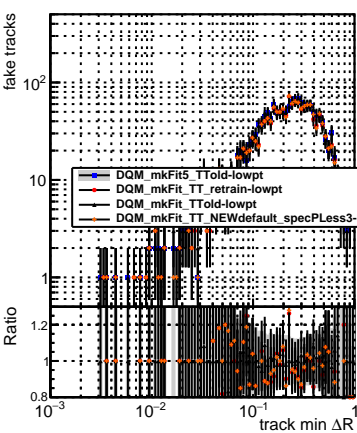 fake tracks
10²
DQM_mkFit5_TTold-lowpt
DQM_mkFit_TT_retrain-lowpt
DQM_mkFit_TTold-lowpt
DQM_mkFit_TT_NEWdefault_specPLess3-
10
1
Ratio
1.2
1
0.8
10⁻³ 10⁻² 10⁻¹ 1
track min ΔR